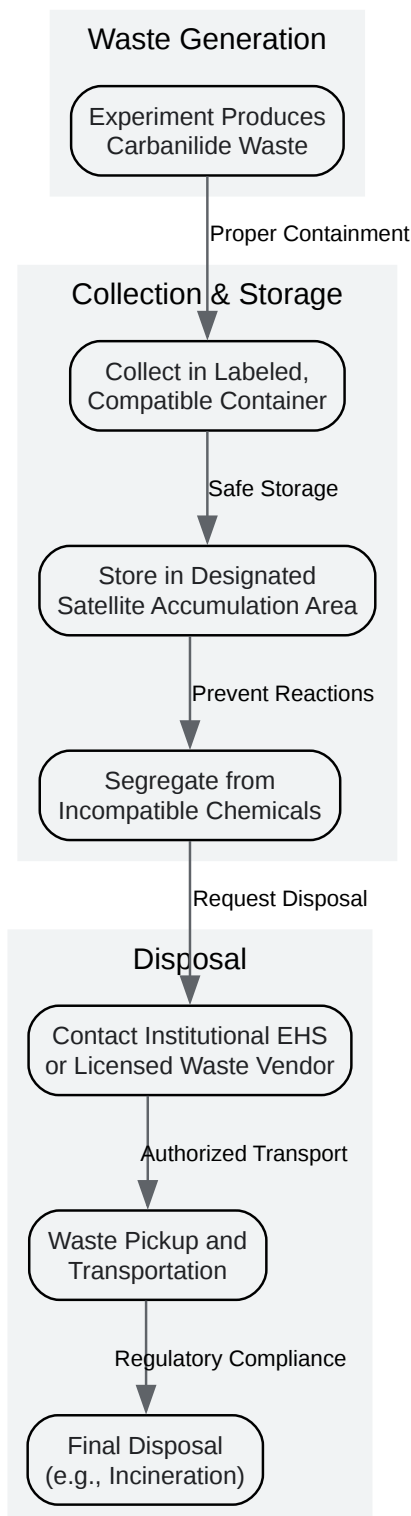 Waste Generation
Experiment Produces
Carbanilide Waste
Proper Containment
Collection & Storage
Collect in Labeled,
Compatible Container
Safe Storage
Store in Designated
Satellite Accumulation Area
Prevent Reactions
Segregate from
Incompatible Chemicals
Request Disposal
Disposal
Contact Institutional EHS
or Licensed Waste Vendor
Authorized Transport
Waste Pickup and
Transportation
Regulatory Compliance
Final Disposal
(e.g., Incineration)